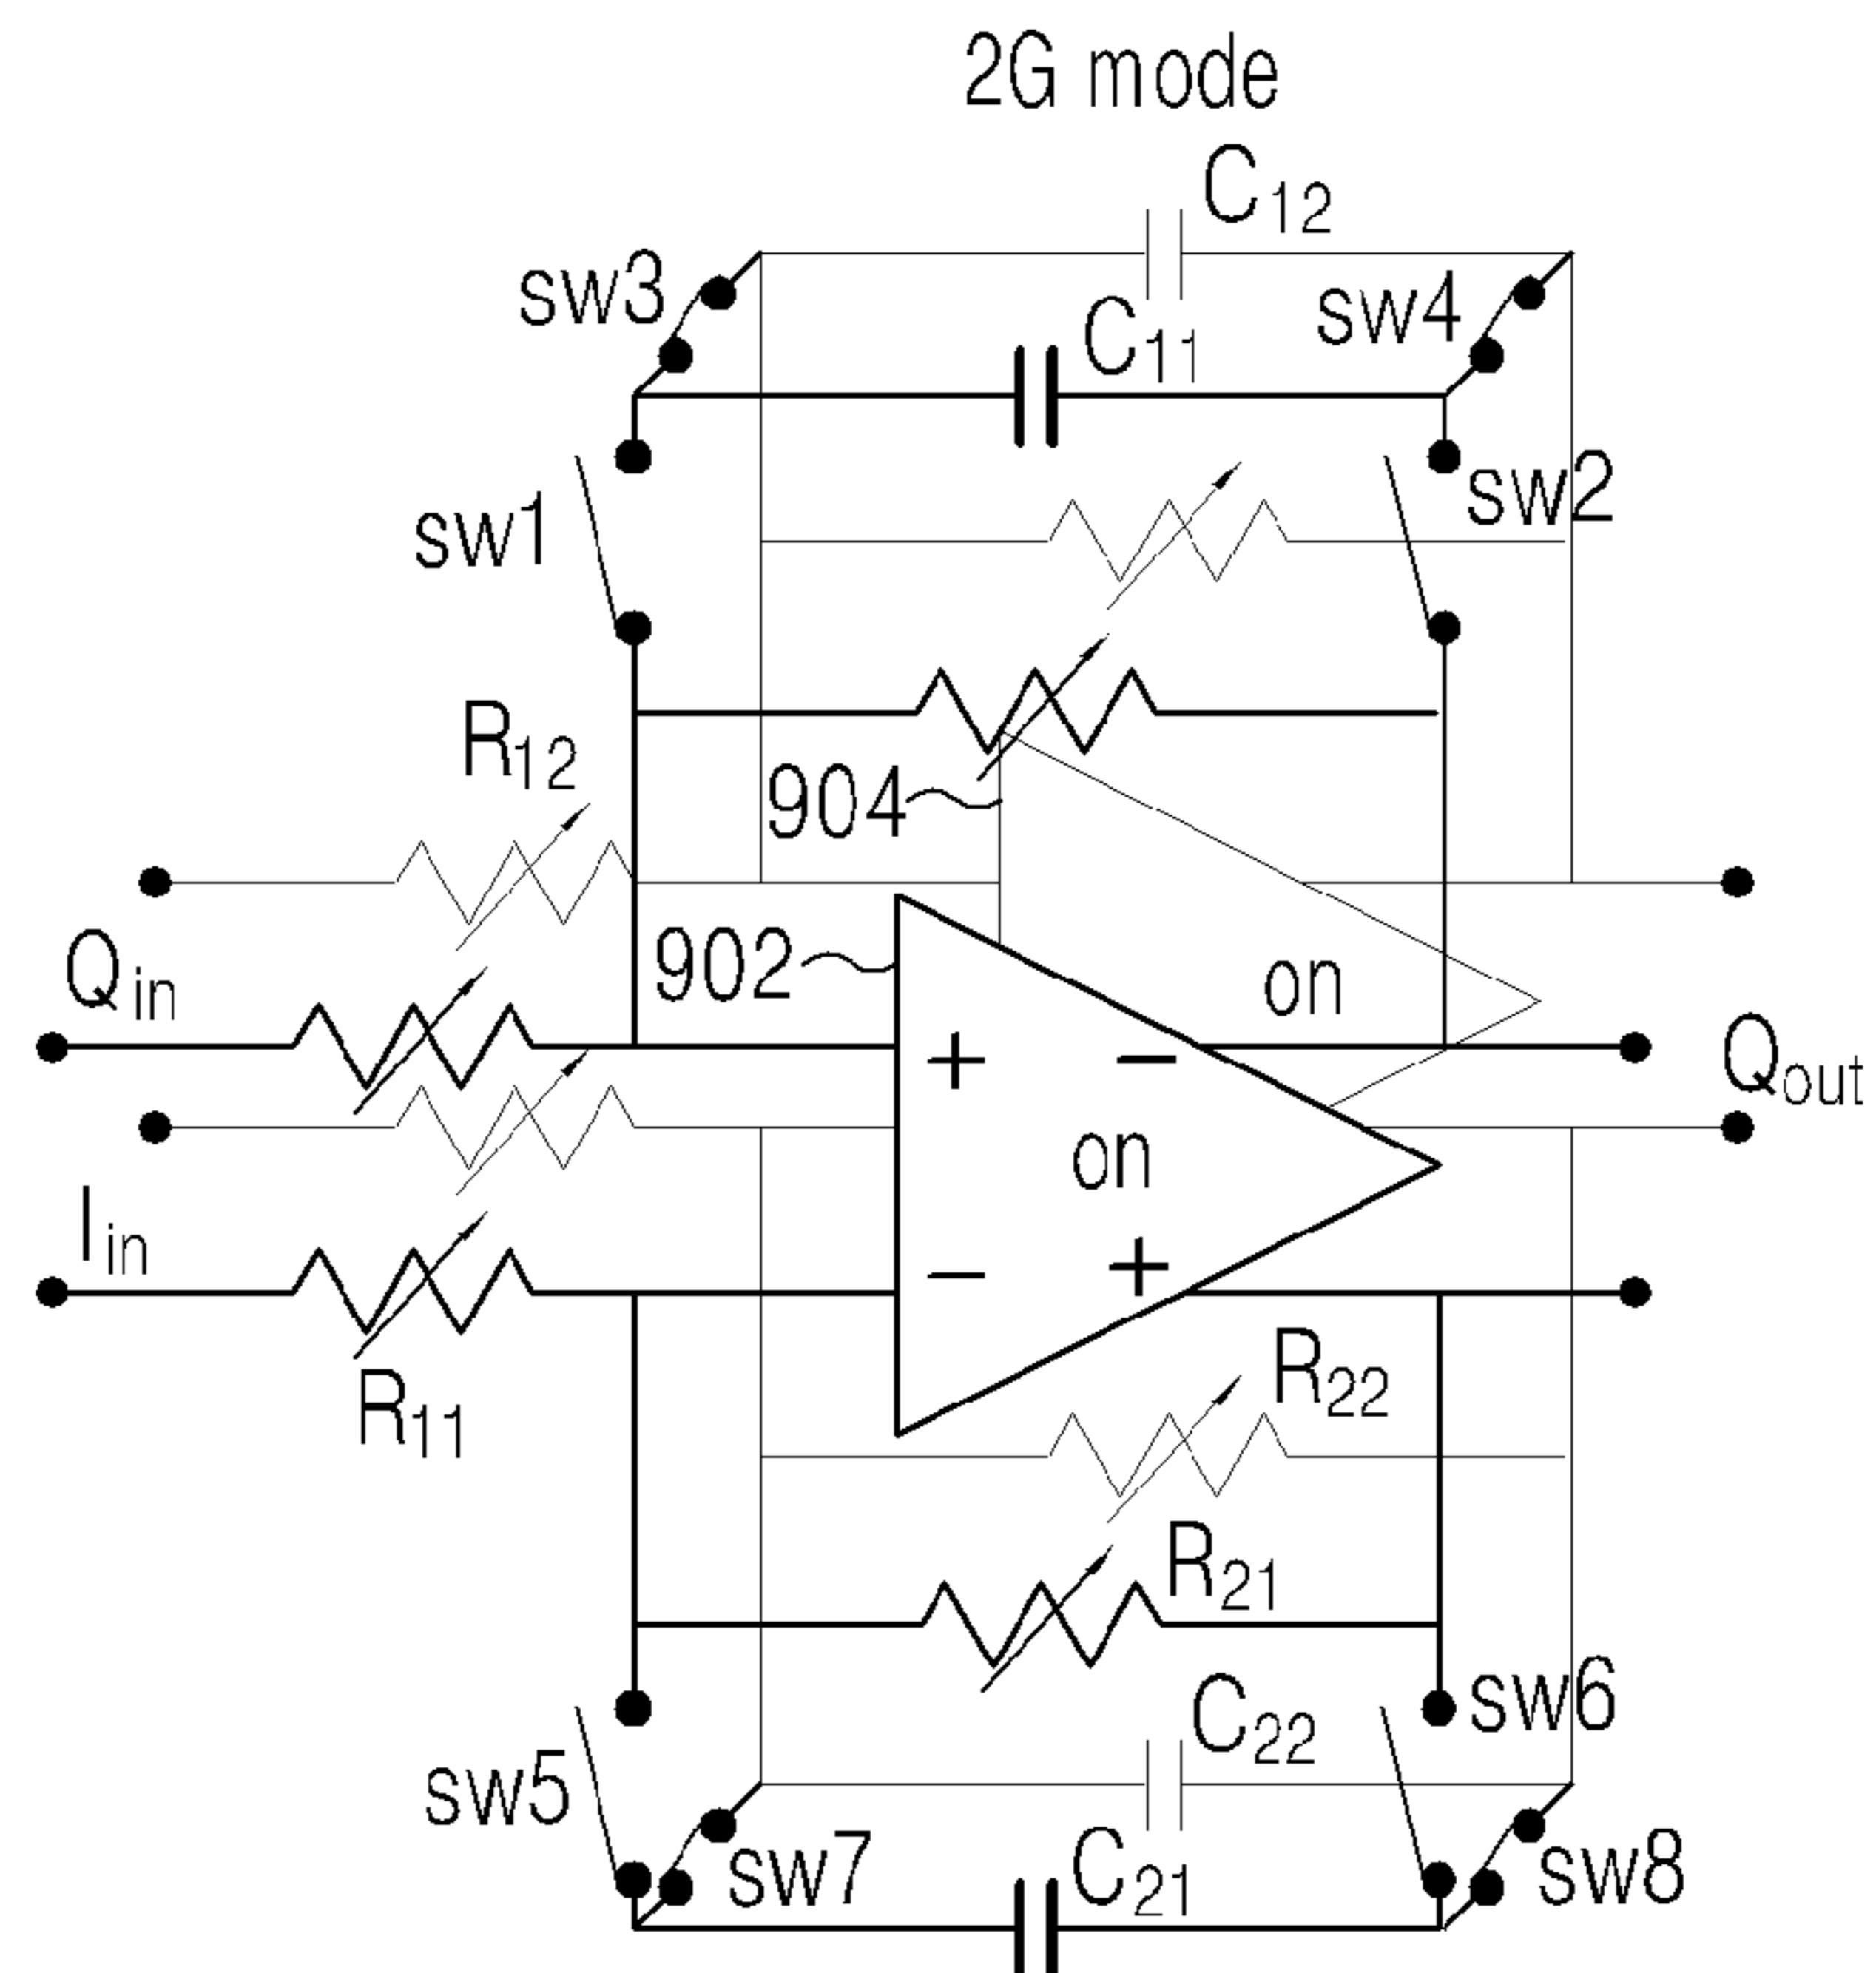 2G mode
C12
sw3
sw4
C11
sw1
sw2
R12
904
Qin
902
on
+
−
Qout
on
Iin
−
+
R11
R22
R21
sw6
C22
sw5
sw7
C21
sw8